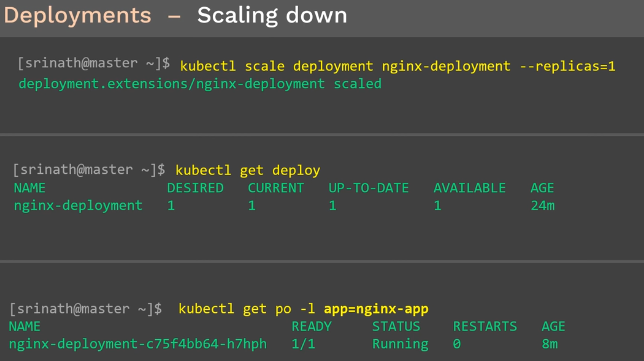 Deployments – Scaling down
[srinath@master ~]$ kubectl scale deployment nginx-deployment --replicas=1
deployment.extensions/nginx-deployment scaled
[srinath@master ~]$ kubectl get deploy
NAME DESIRED CURRENT UP-TO-DATE AVAILABLE AGE
nginx-deployment 1 1 1 1 24m
[srinath@master ~]$ kubectl get po -l app=nginx-app
NAME READY STATUS RESTARTS AGE
nginx-deployment-c75f4bb64-h7hph 1/1 Running 0 8m